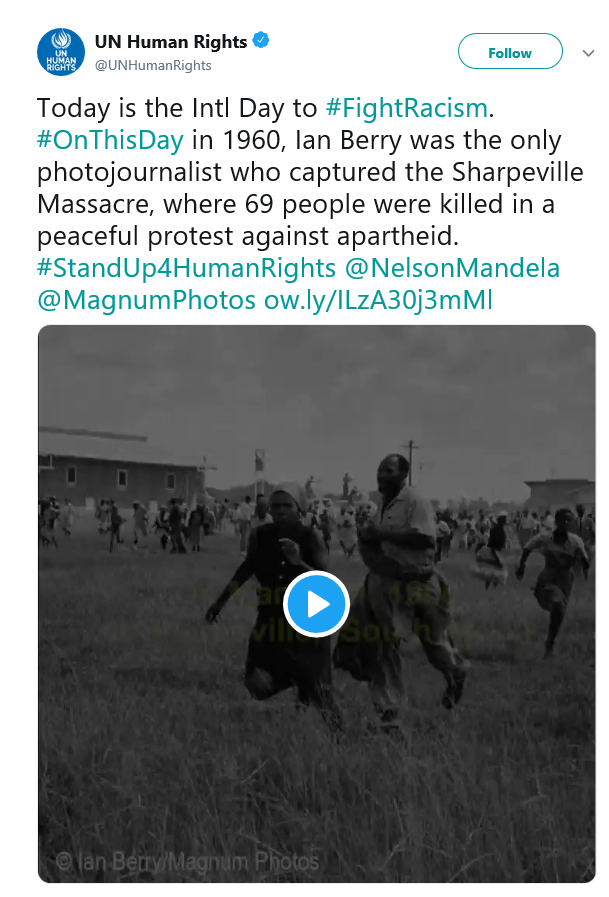 UN
HUMAN
RIGHTS
UN Human Rights
@UNHumanRights
Follow
Today is the Intl Day to #FightRacism.
#OnThisDay in 1960, Ian Berry was the only
photojournalist who captured the Sharpeville
Massacre, where 69 people were killed in a
peaceful protest against apartheid.
#StandUp4HumanRights @NelsonMandela
@MagnumPhotos ow.ly/ILzA30j3mMl
© Ian Berry/Magnum Photos